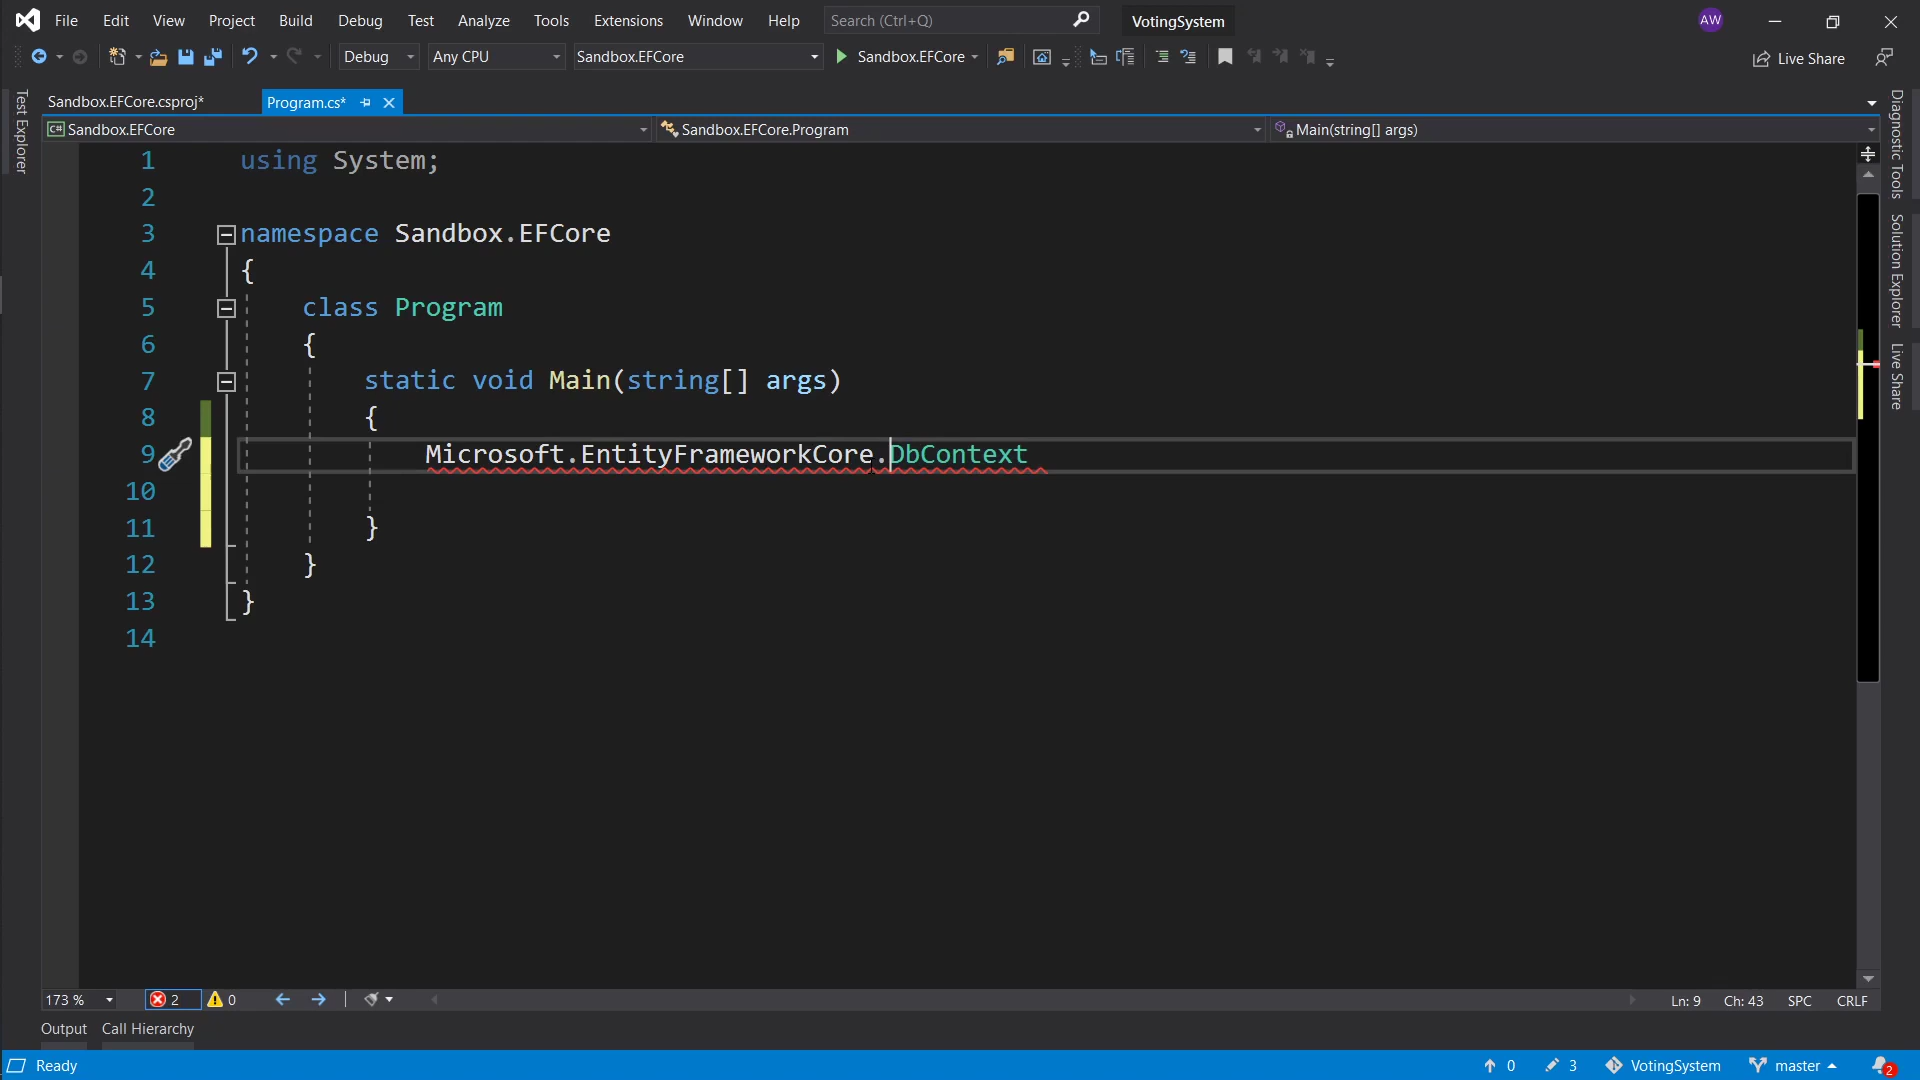 File Edit View Project Build Debug Test Analyze Tools Extensions Window Help Search (Ctrl+Q) VotingSystem AW
Debug Any CPU Sandbox.EFCore Sandbox.EFCore Live Share
Sandbox.EFCore.csproj* Program.cs*
C# Sandbox.EFCore Sandbox.EFCore.Program Main(string[] args)
Test Explorer
Diagnostic Tools
Solution Explorer
Live Share
1 using System;
2
3 namespace Sandbox.EFCore
4 {
5 class Program
6 {
7 static void Main(string[] args)
8 {
9 Microsoft.EntityFrameworkCore.DbContext
10
11 }
12 }
13 }
14
173 % 2 0 Ln: 9 Ch: 43 SPC CRLF
Output Call Hierarchy
Ready 0 3 VotingSystem master 2